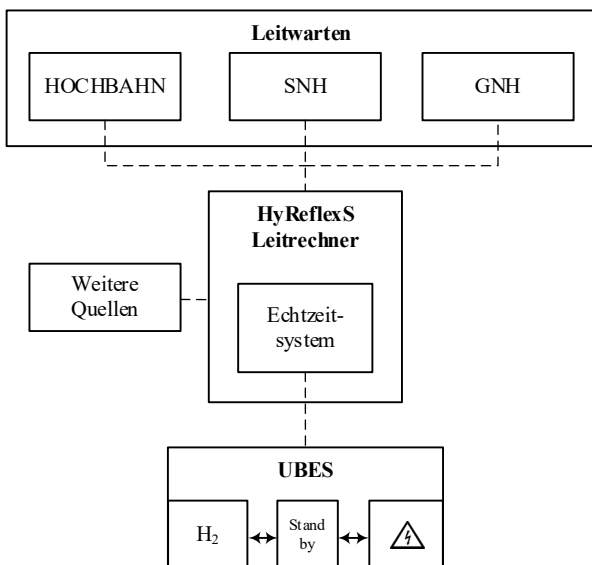 Leitwarten
HOCHBAHN
SNH
GNH
HyReflexS
Leitrechner
Weitere
Quellen
Echtzeit-
system
UBES
H₂
Stand
by